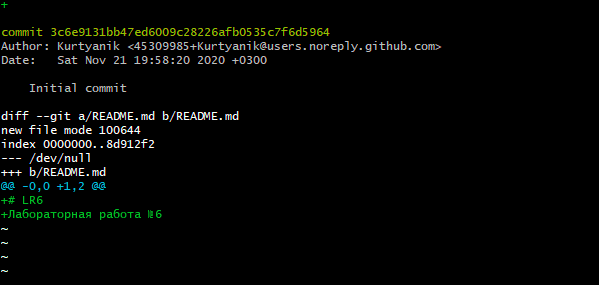 +
commit 3c6e9131bb47ed6009c28226afb0535c7f6d5964
Author: Kurtyanik <45309985+Kurtyanik@users.noreply.github.com>
Date:   Sat Nov 21 19:58:20 2020 +0300
Initial commit
diff --git a/README.md b/README.md
new file mode 100644
index 0000000..8d912f2
--- /dev/null
+++ b/README.md
@@ -0,0 +1,2 @@
+# LR6
+Лабораторная работа №6
~
~
~
~